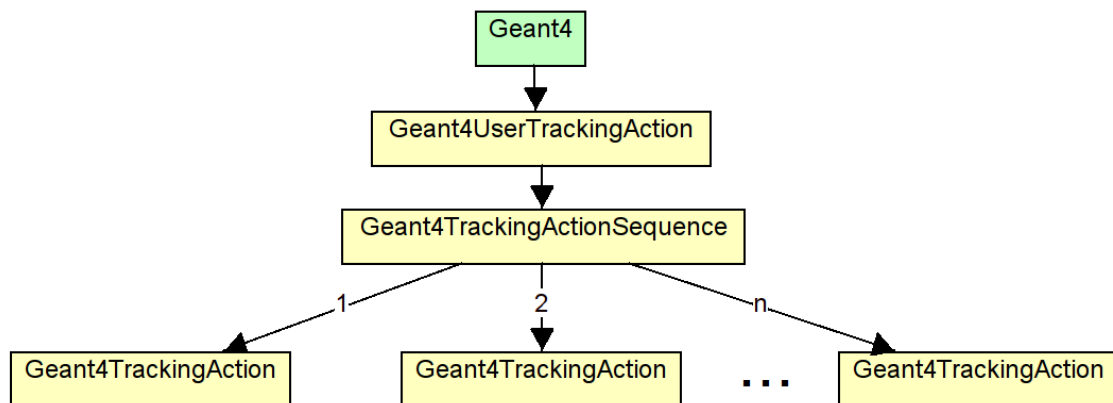 Geant4
Geant4UserTrackingAction
Geant4TrackingActionSequence
1 2 n
Geant4TrackingAction Geant4TrackingAction ... Geant4TrackingAction